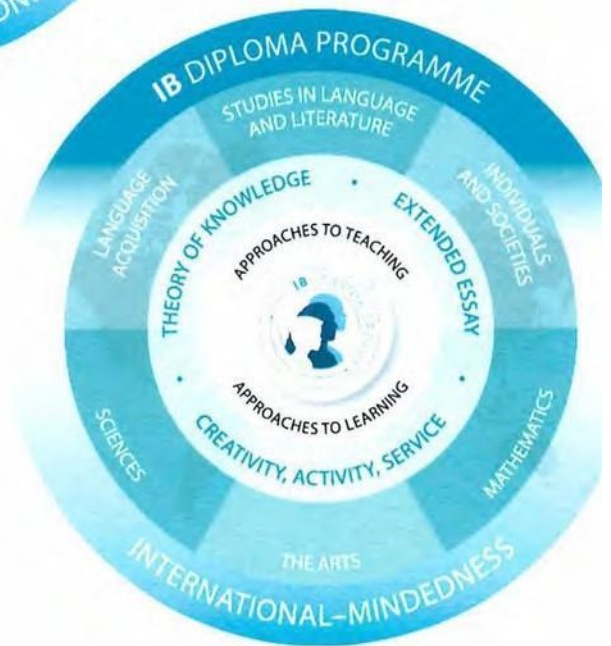 IB DIPLOMA PROGRAMME
STUDIES IN LANGUAGE
AND LITERATURE
LANGUAGE
ACQUISITION
INDIVIDUALS
AND SOCIETIES
THEORY OF KNOWLEDGE
EXTENDED ESSAY
APPROACHES TO TEACHING
IB
APPROACHES TO LEARNING
CREATIVITY, ACTIVITY, SERVICE
SCIENCES
MATHEMATICS
THE ARTS
INTERNATIONAL–MINDEDNESS